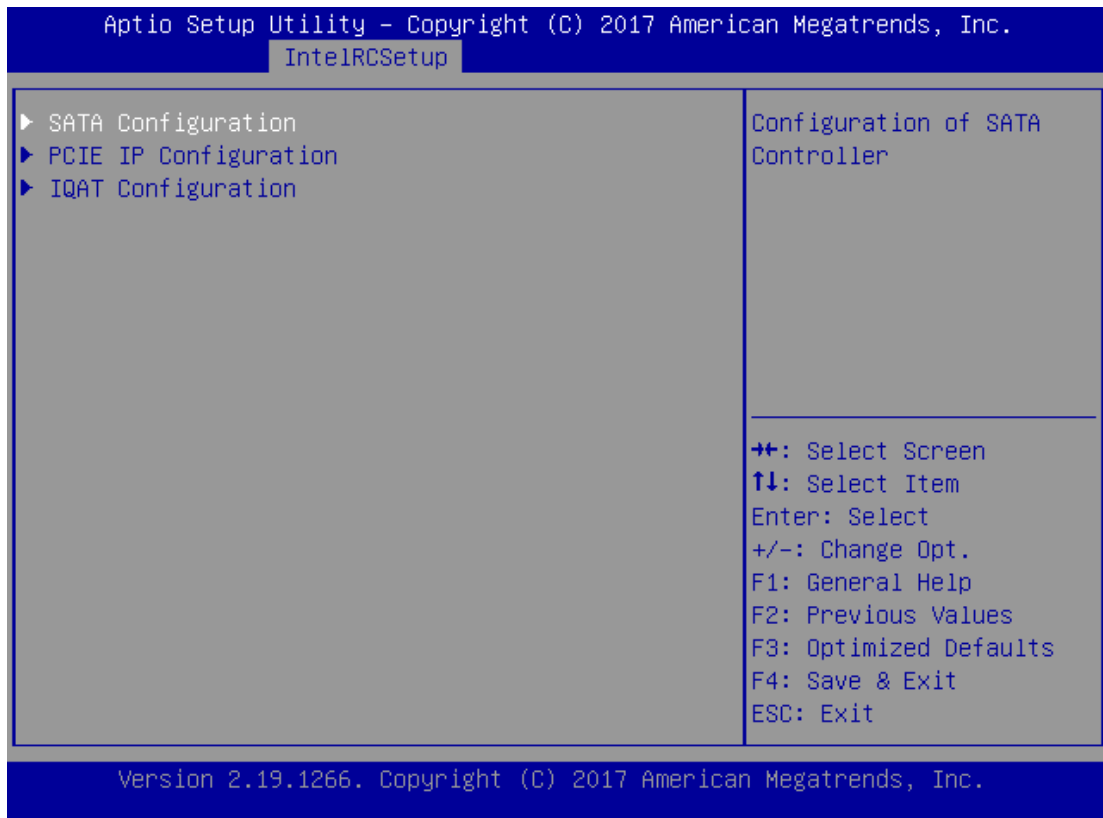 Aptio Setup Utility – Copyright (C) 2017 American Megatrends, Inc.
IntelRCSetup
▶ SATA Configuration
▶ PCIE IP Configuration
▶ IQAT Configuration
Configuration of SATA
Controller
→←: Select Screen
↑↓: Select Item
Enter: Select
+/-: Change Opt.
F1: General Help
F2: Previous Values
F3: Optimized Defaults
F4: Save & Exit
ESC: Exit
Version 2.19.1266. Copyright (C) 2017 American Megatrends, Inc.